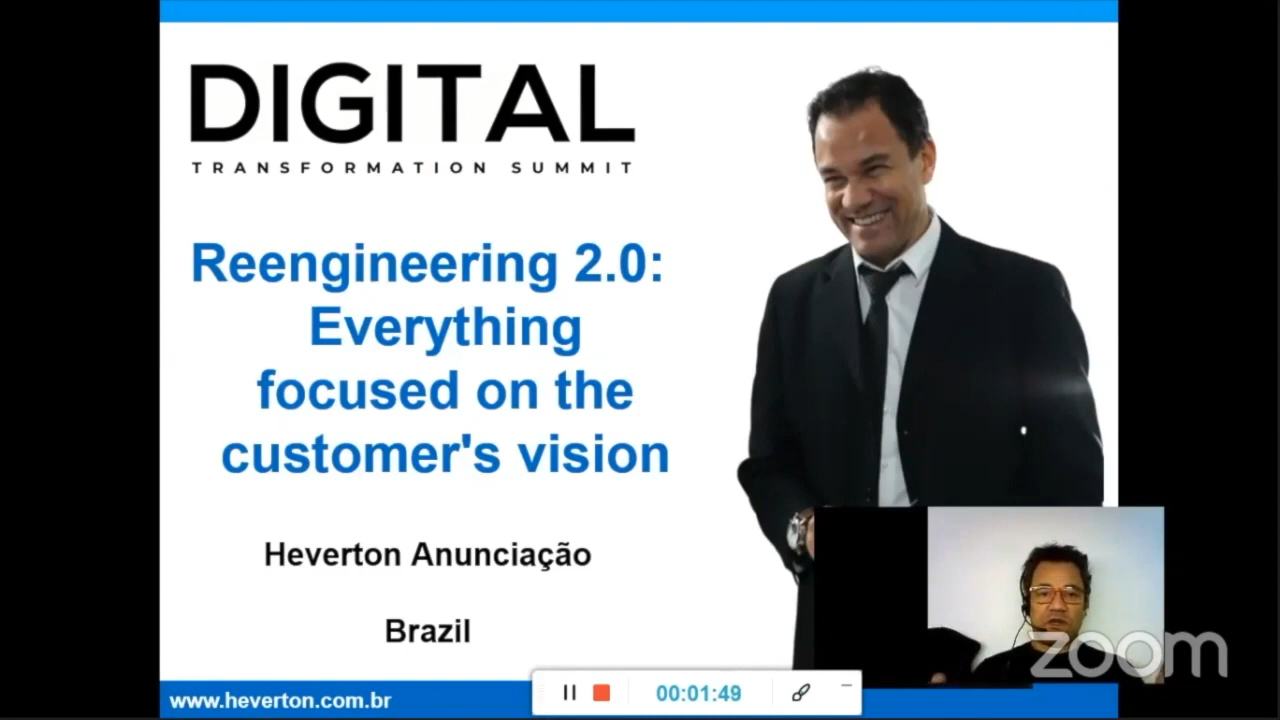 DIGITAL
TRANSFORMATION SUMMIT
Reengineering 2.0:
Everything
focused on the
customer's vision
Heverton Anunciação
Brazil
www.heverton.com.br
00:01:49
zoom